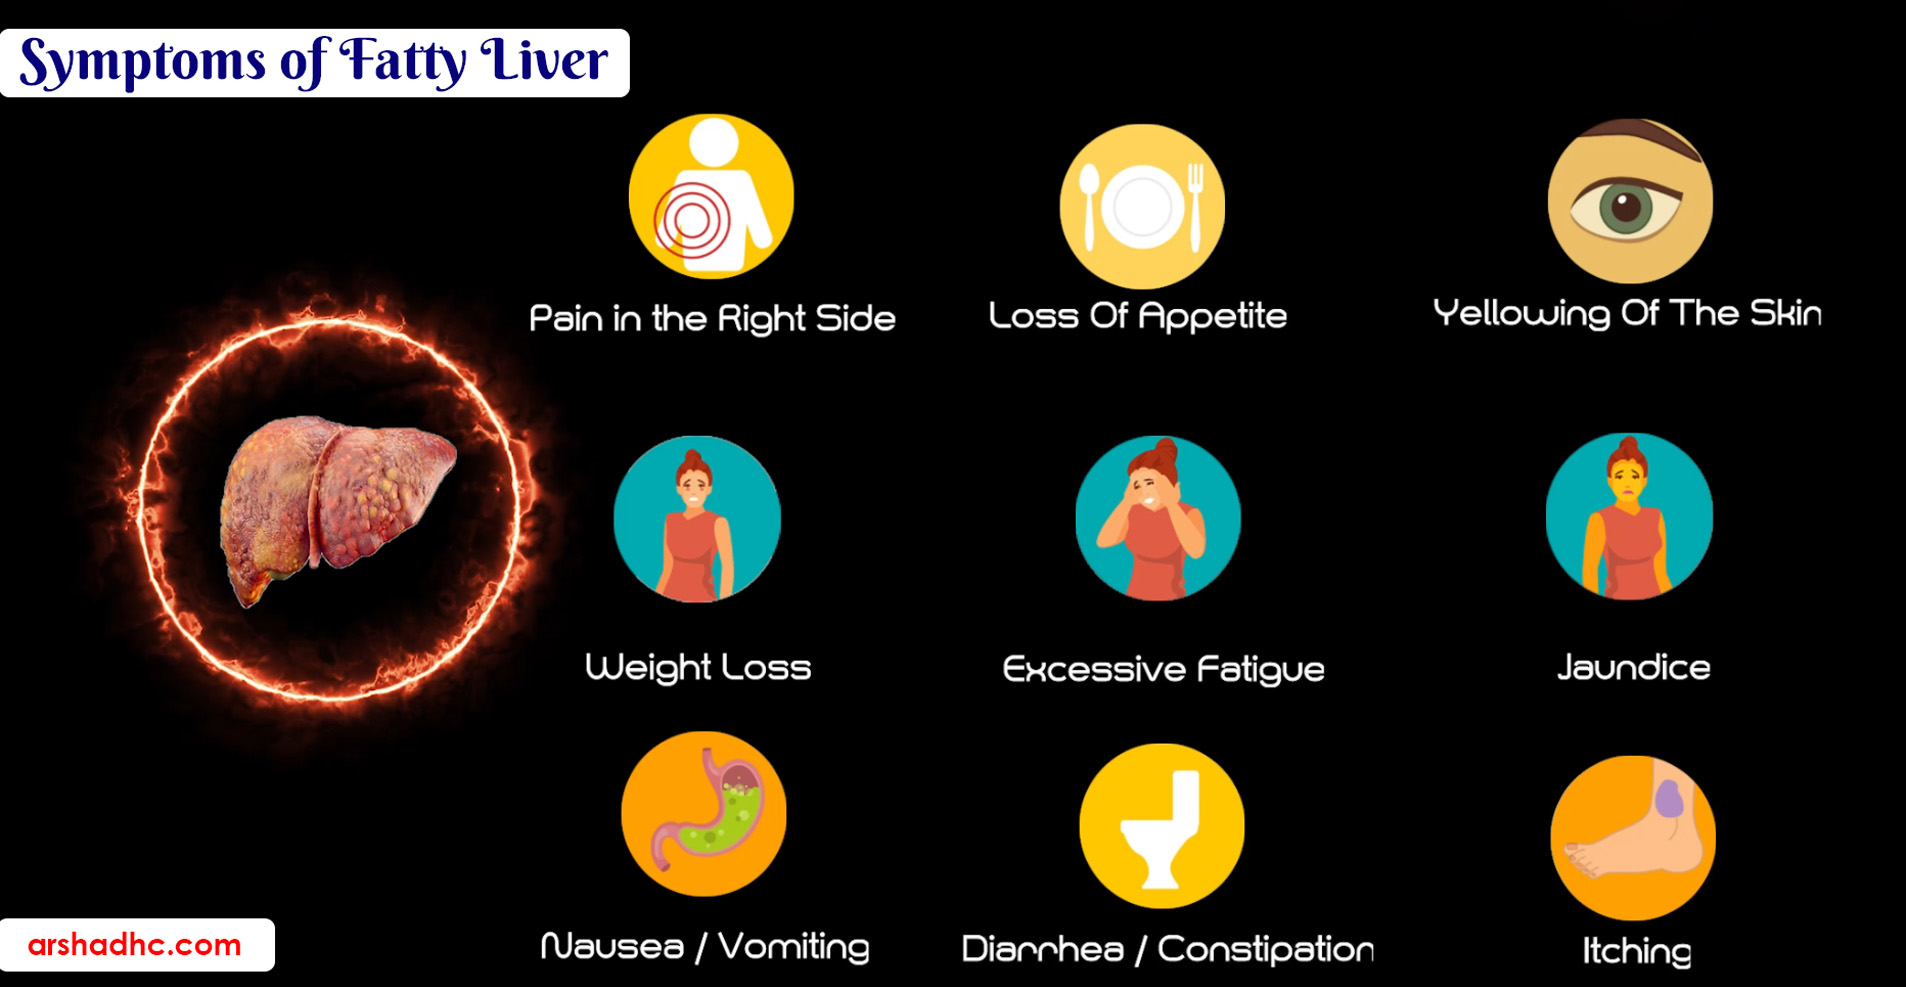 Symptoms of Fatty Liver
Pain in the Right Side
Loss Of Appetite
Yellowing Of The Skin
Weight Loss
Excessive Fatigue
Jaundice
Nausea / Vomiting
Diarrhea / Constipation
Itching
arshadhc.com